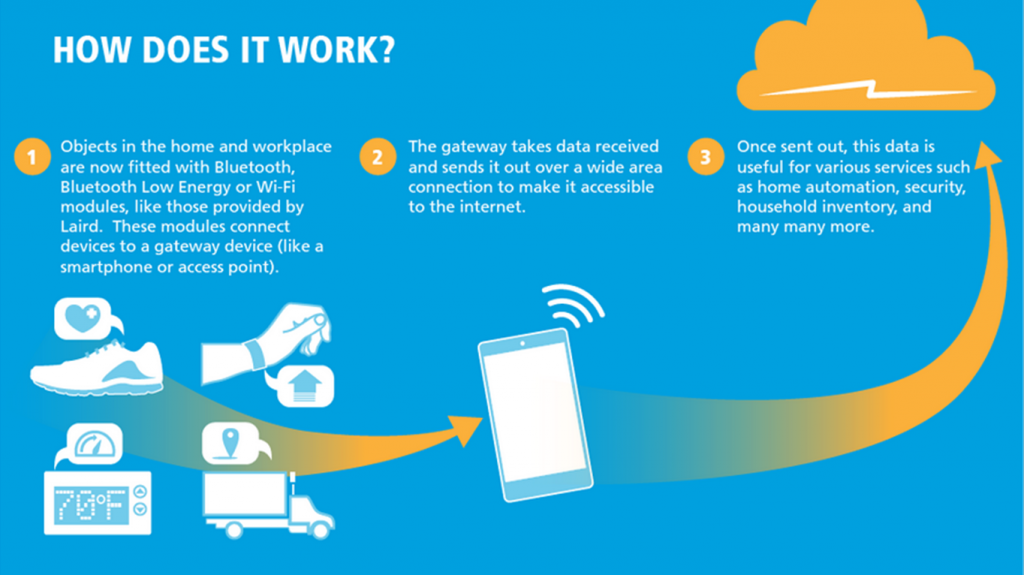 HOW DOES IT WORK?
1
Objects in the home and workplace
are now fitted with Bluetooth,
Bluetooth Low Energy or Wi-Fi
modules, like those provided by
Laird. These modules connect
devices to a gateway device (like a
smartphone or access point).
2
The gateway takes data received
and sends it out over a wide area
connection to make it accessible
to the internet.
3
Once sent out, this data is
useful for various services such
as home automation, security,
household inventory, and
many many more.
70°F